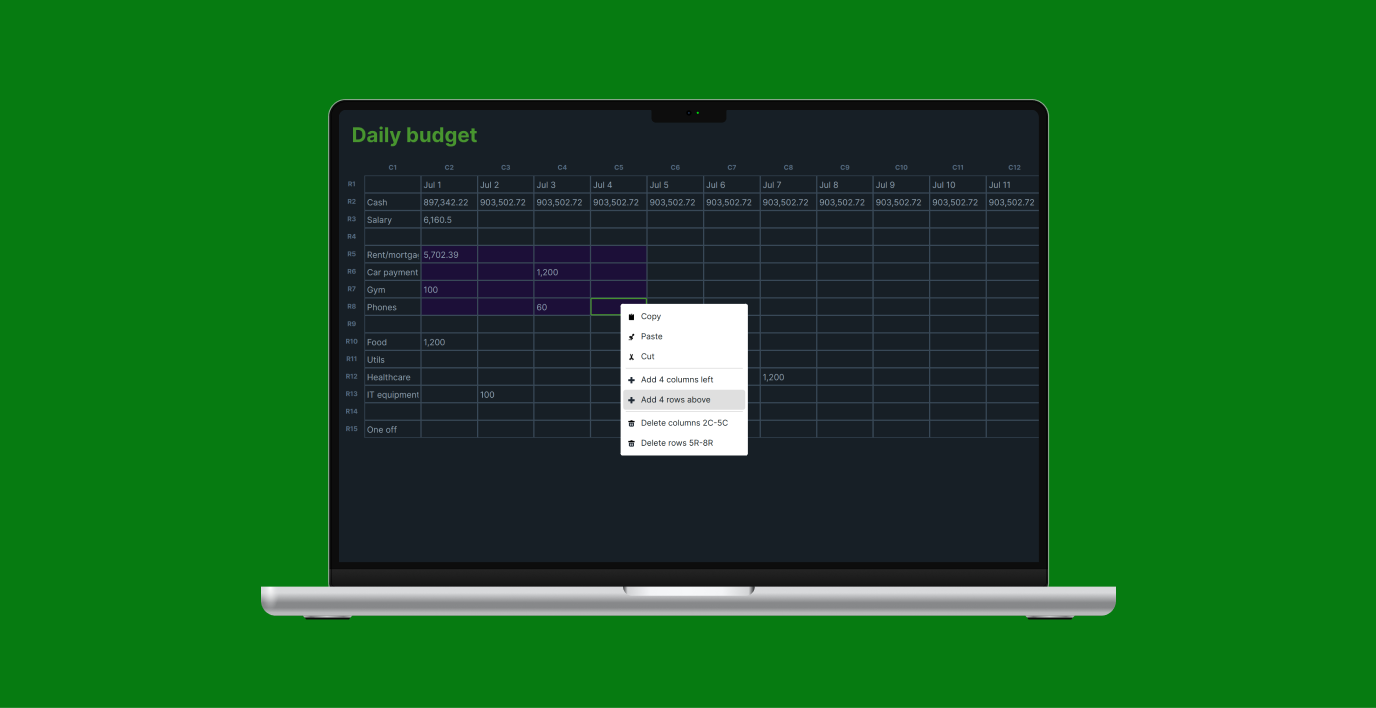 Daily budget
C1 C2 C3 C4 C5 C6 C7 C8 C9 C10 C11 C12
R1 Jul 1 Jul 2 Jul 3 Jul 4 Jul 5 Jul 6 Jul 7 Jul 8 Jul 9 Jul 10 Jul 11
R2 Cash 897,342.22 903,502.72 903,502.72 903,502.72 903,502.72 903,502.72 903,502.72 903,502.72 903,502.72 903,502.72 903,502.72
R3 Salary 6,160.5
R4
R5 Rent/mortga 5,702.39
R6 Car payment 1,200
R7 Gym 100
R8 Phones 60
R9
R10 Food 1,200
R11 Utils
R12 Healthcare 1,200
R13 IT equipment 100
R14
R15 One off
Copy
Paste
Cut
Add 4 columns left
Add 4 rows above
Delete columns 2C-5C
Delete rows 5R-8R